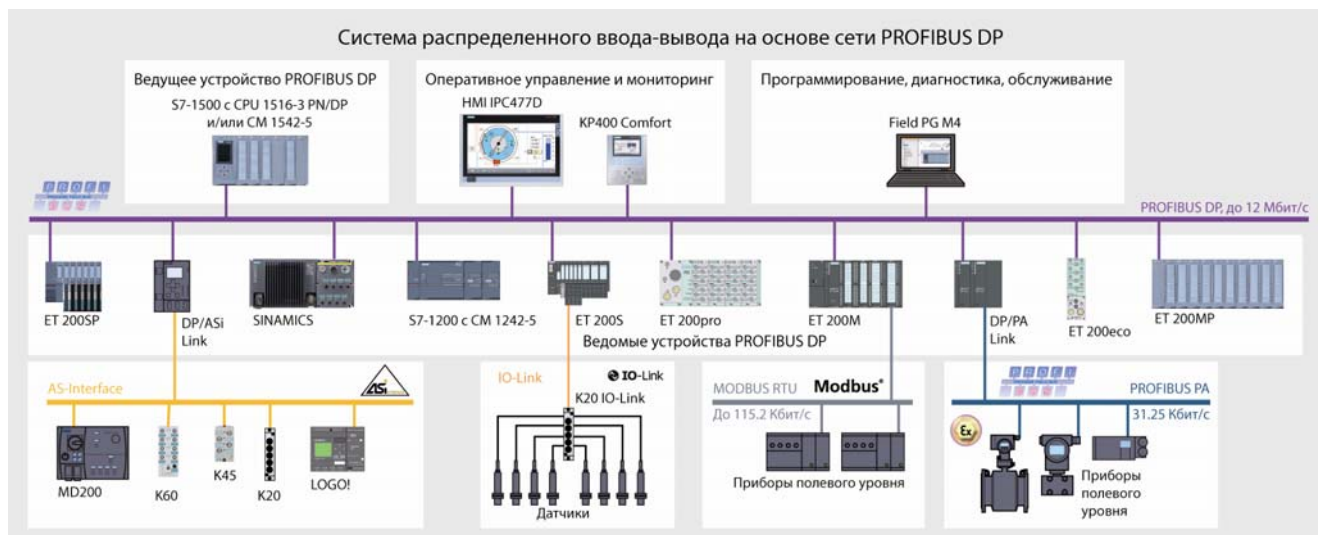 Система распределенного ввода-вывода на основе сети PROFIBUS DP
Ведущее устройство PROFIBUS DP
S7-1500 с CPU 1516-3 PN/DP
и/или CM 1542-5
Оперативное управление и мониторинг
HMI IPC477D
KP400 Comfort
Программирование, диагностика, обслуживание
Field PG M4
PROFIBUS DP, до 12 Мбит/с
ET 200SP
DP/ASi
Link
SINAMICS
S7-1200 с CM 1242-5
ET 200S
ET 200pro
ET 200M
DP/PA
Link
ET 200eco
ET 200MP
Ведомые устройства PROFIBUS DP
AS-Interface
ASi
MD200
K60
K45
K20
LOGO!
IO-Link
IO-Link
K20 IO-Link
Датчики
MODBUS RTU
Modbus®
До 115.2 Кбит/с
Приборы полевого уровня
PROFIBUS PA
31.25 Кбит/с
Ex
Приборы
полевого
уровня